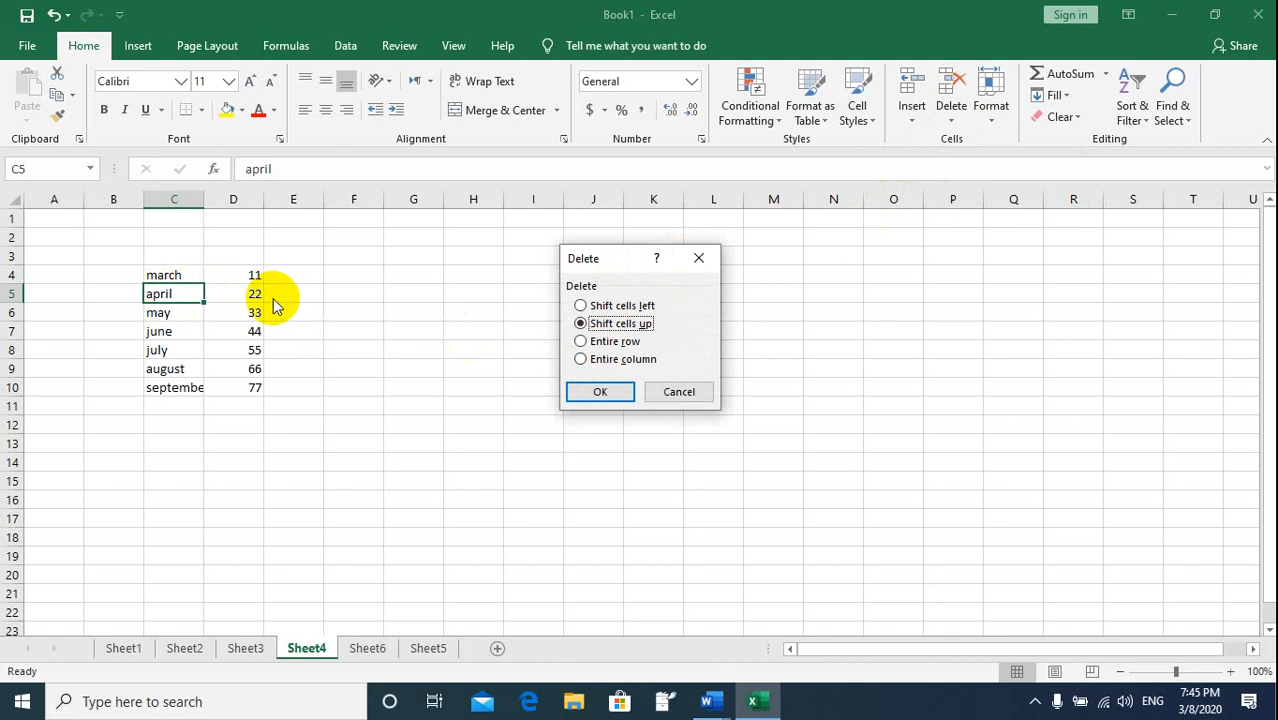 Book1 - Excel
Sign in
File Home Insert Page Layout Formulas Data Review View Help Tell me what you want to do Share
Paste
Calibri 11 A A
B I U A
Wrap Text
Merge & Center
General
$ % ,
Conditional Formatting
Format as Table
Cell Styles
Insert
Delete
Format
AutoSum
Fill
Clear
Sort & Filter
Find & Select
Clipboard Font Alignment Number Styles Cells Editing
C5 fx april
A B C D E F G H I J K L M N O P Q R S T U
1
2
3
4 march 11
5 april 22
6 may 33
7 june 44
8 july 55
9 august 66
10 septembe 77
11
12
13
14
15
16
17
18
19
20
21
22
23
Delete ?
Delete
Shift cells left
Shift cells up
Entire row
Entire column
OK Cancel
Sheet1 Sheet2 Sheet3 Sheet4 Sheet6 Sheet5
Ready 100%
Type here to search
ENG
7:45 PM
3/8/2020